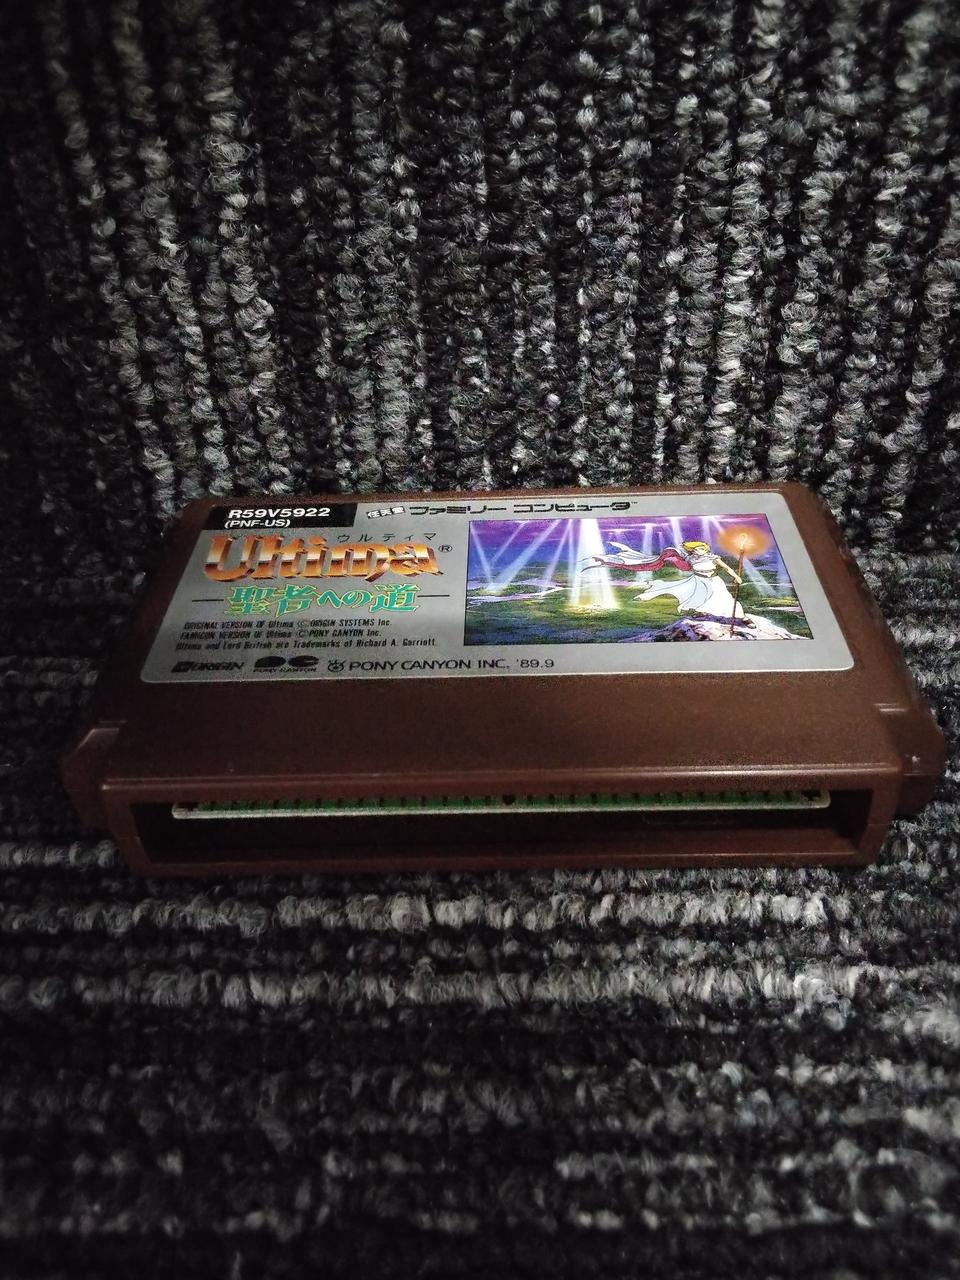 R59V5922
(PNF-US)
任天堂 ファミリー コンピュータ™
ウルティマ
Ultima®
聖者への道
ORIGINAL VERSION OF Ultima Ⓒ ORIGIN SYSTEMS Inc.
FAMICON VERSION OF Ultima Ⓒ PONY CANYON Inc.
Ultima and Lord British are Trademarks of Richard A. Garriott.
ORIGIN PONY CANYON PONY CANYON INC. '89.9